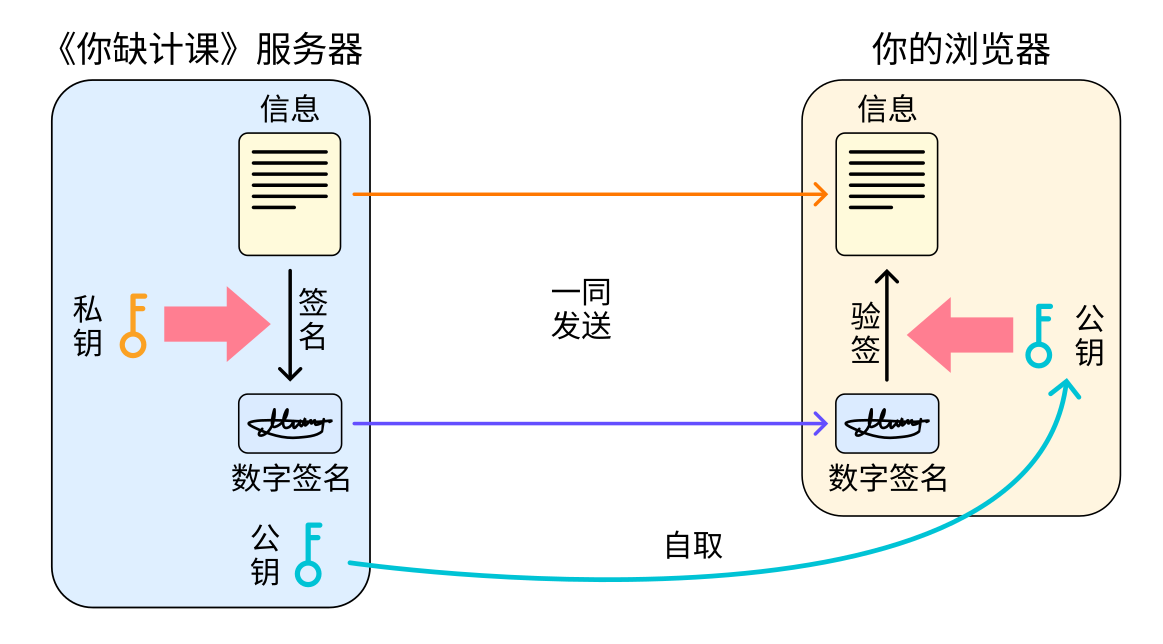 《你缺计课》服务器
你的浏览器
信息
信息
私
钥
签
名
一同
发送
验
签
公
钥
数字签名
数字签名
公
钥
自取